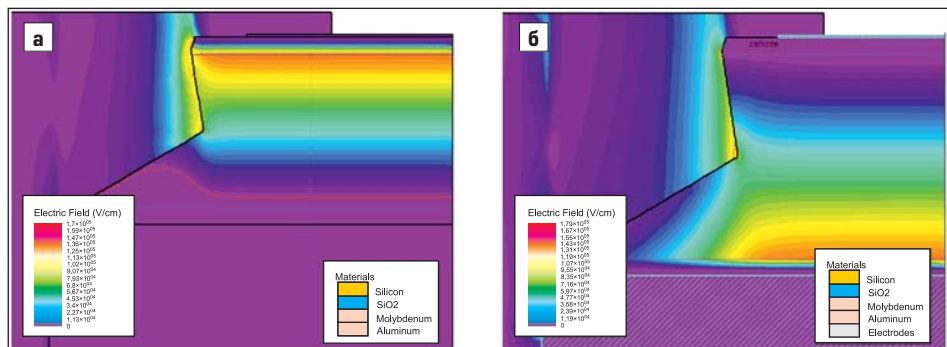 а
Electric Field (V/cm)
1,7×10⁰⁵
1,59×10⁰⁵
1,47×10⁰⁵
1,36×10⁰⁵
1,25×10⁰⁵
1,13×10⁰⁵
1,02×10⁰⁵
9,07×10⁰⁴
7,93×10⁰⁴
6,8×10⁰⁴
5,67×10⁰⁴
4,53×10⁰⁴
3,4×10⁰⁴
2,27×10⁰⁴
1,13×10⁰⁴
0
Materials
Silicon
SiO2
Molybdenum
Aluminum
б
Electric Field (V/cm)
1,79×10⁰⁵
1,67×10⁰⁵
1,55×10⁰⁵
1,43×10⁰⁵
1,31×10⁰⁵
1,19×10⁰⁵
1,07×10⁰⁵
9,55×10⁰⁴
8,35×10⁰⁴
7,16×10⁰⁴
5,97×10⁰⁴
4,77×10⁰⁴
3,58×10⁰⁴
2,39×10⁰⁴
1,19×10⁰⁴
0
Materials
Silicon
SiO2
Molybdenum
Aluminum
Electrodes